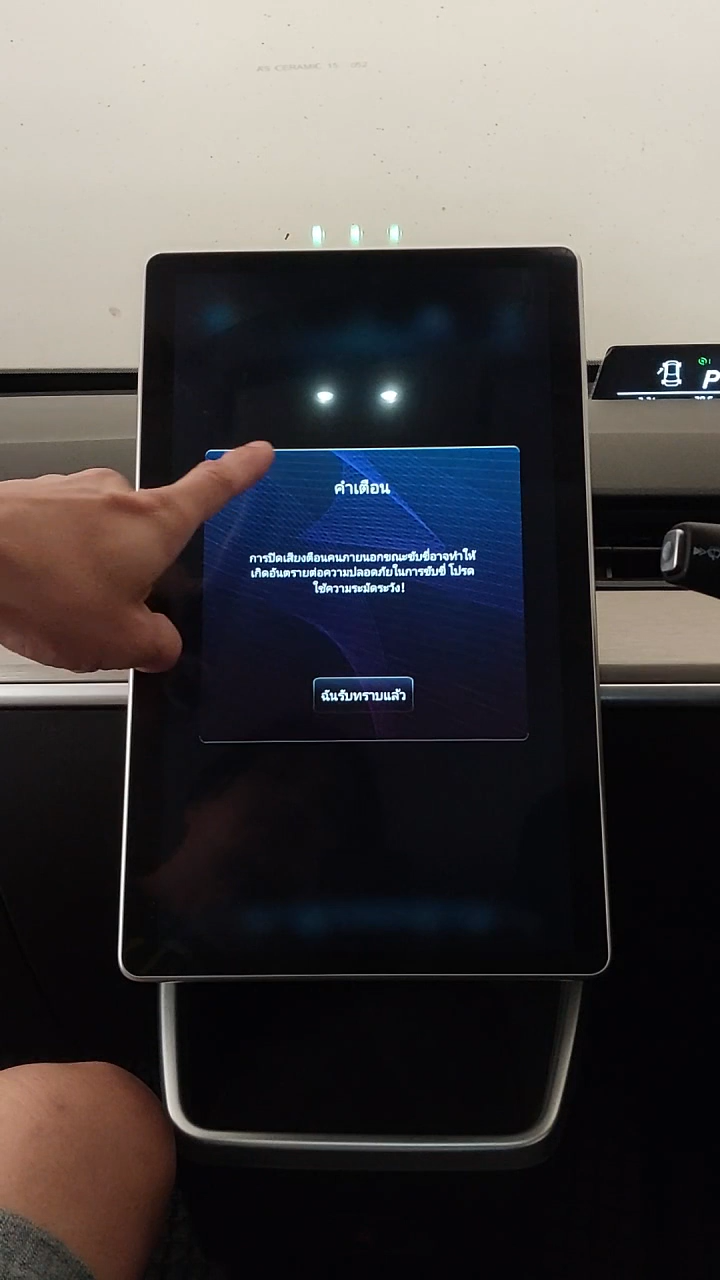 AS CERAMIC 15
P
คำเตือน
การปิดเสียงตือนคนภายนอกขณะขับขี่อาจทำให้
เกิดอันตรายต่อความปลอดภัยในการขับขี่ โปรด
ใช้ความระมัดระวัง!
ฉันรับทราบแล้ว